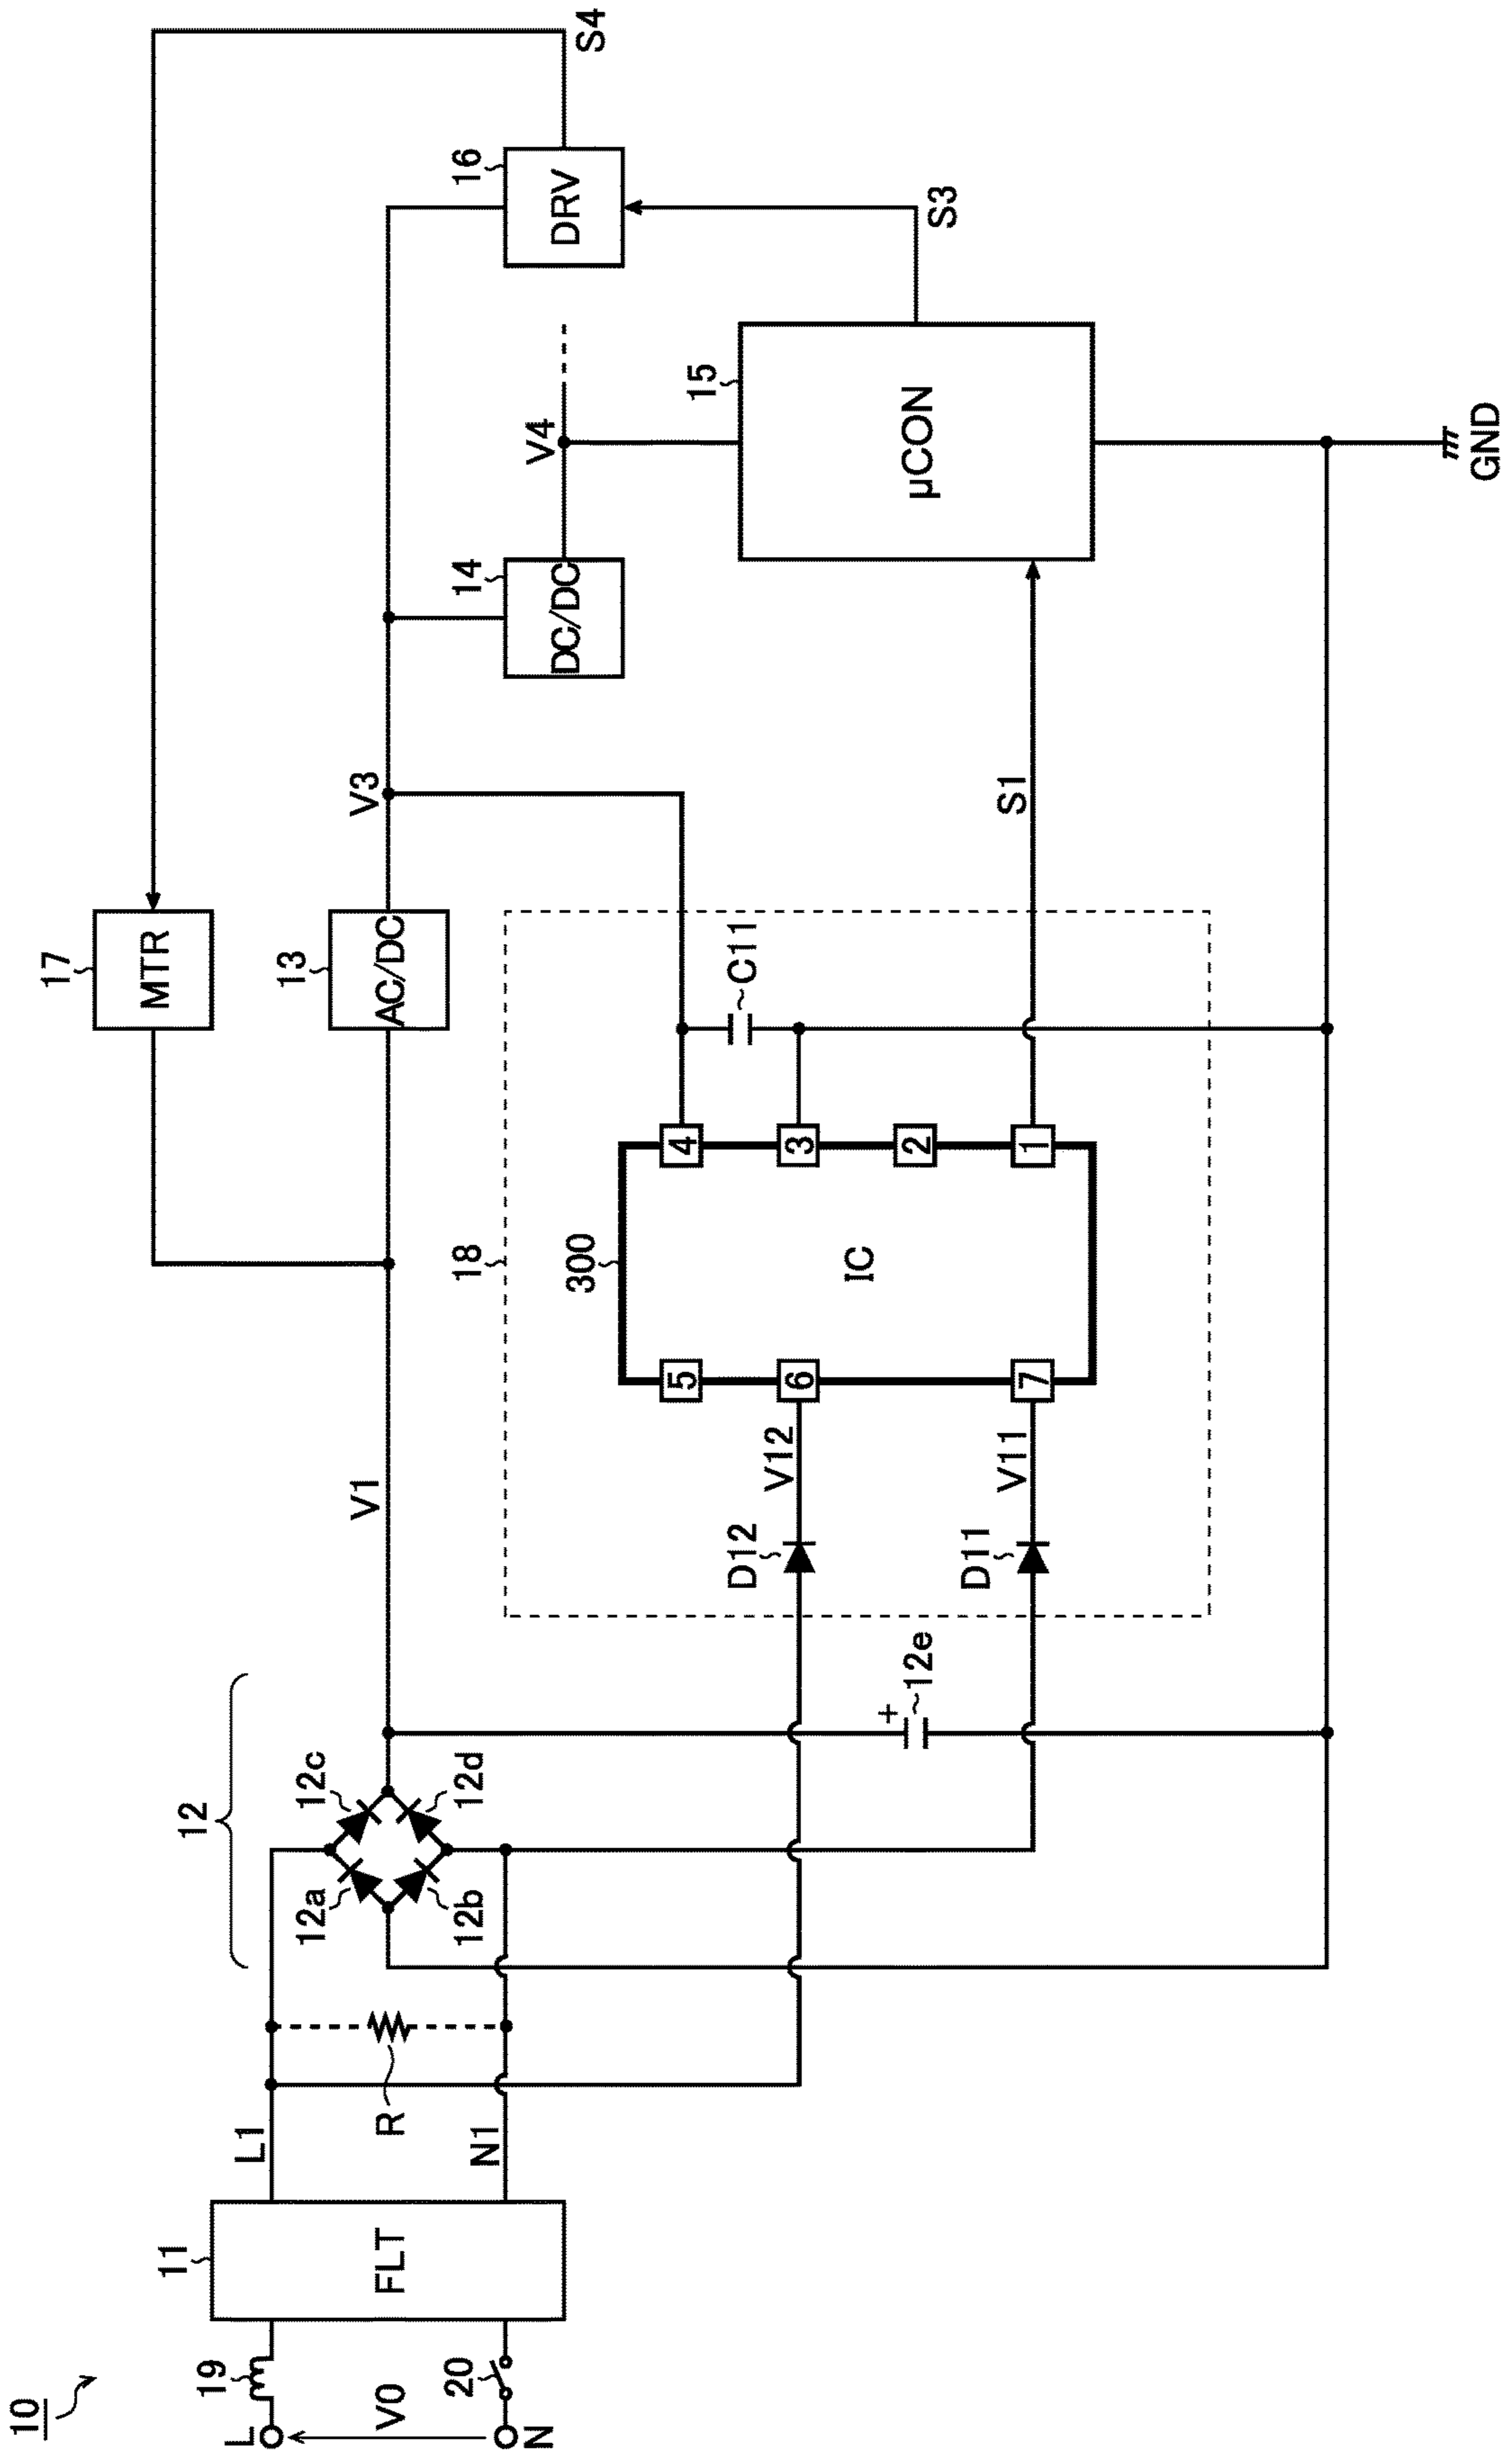 10
L
N
V0
19
20
11
FLT
L1
N1
R
12
12a
12b
12c
12d
12e
+
V1
17
MTR
13
AC/DC
V3
18
D12
D11
V12
V11
300
IC
5
6
7
4
3
2
1
C11
S1
14
DC/DC
V4
15
µCON
16
DRV
S3
S4
GND